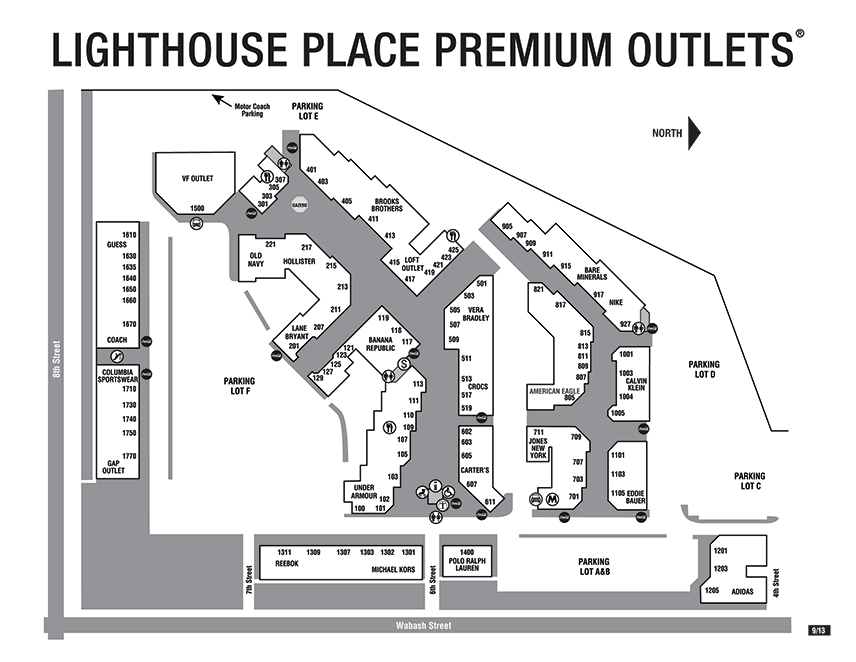 LIGHTHOUSE PLACE PREMIUM OUTLETS®
Motor Coach
Parking
PARKING
LOT E
NORTH
VF OUTLET
1500
307
305
303
301
GAZEBO
401
403
405
BROOKS
BROTHERS
411
413
415
LOFT
OUTLET
417
419
421
423
425
905
907
909
911
915
BARE
MINERALS
917
NIKE
927
1610
GUESS
1630
1635
1640
1650
1660
1670
COACH
COLUMBIA
SPORTSWEAR
1710
1730
1740
1750
1770
GAP
OUTLET
8th Street
221
217
OLD
NAVY
HOLLISTER
215
213
211
207
LANE
BRYANT
201
PARKING
LOT F
119
118
117
BANANA
REPUBLIC
121
123
125
127
129
S
113
111
110
109
107
105
103
102
101
100
UNDER
ARMOUR
501
503
505
VERA
BRADLEY
507
509
511
513
CROCS
517
519
602
603
605
CARTER'S
607
611
821
817
815
813
811
809
807
AMERICAN EAGLE
805
711
JONES
NEW
YORK
709
707
703
701
M
1001
1003
CALVIN
KLEIN
1004
1005
1101
1103
1105
EDDIE
BAUER
PARKING
LOT D
PARKING
LOT C
1311
1309
1307
1303
1302
1301
REEBOK
MICHAEL KORS
7th Street
6th Street
1400
POLO RALPH
LAUREN
PARKING
LOT A&B
1201
1203
1205
ADIDAS
4th Street
Wabash Street
9/13